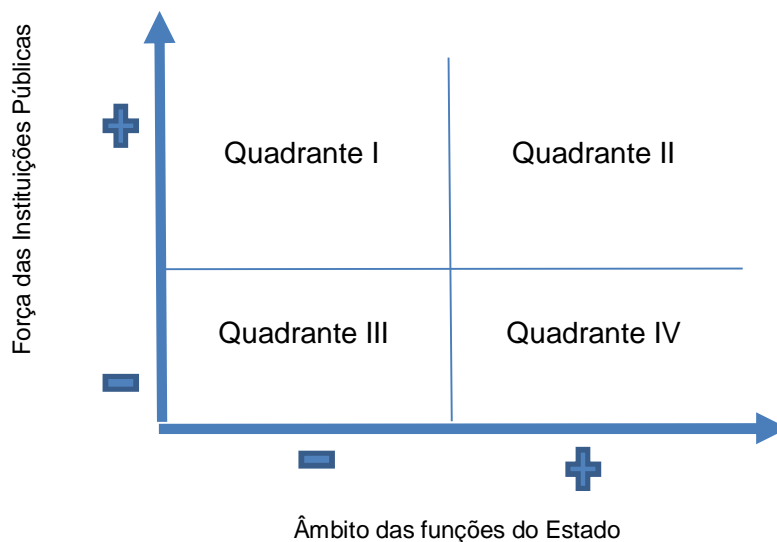 Força das Instituições Públicas
Quadrante I
Quadrante II
Quadrante III
Quadrante IV
Âmbito das funções do Estado